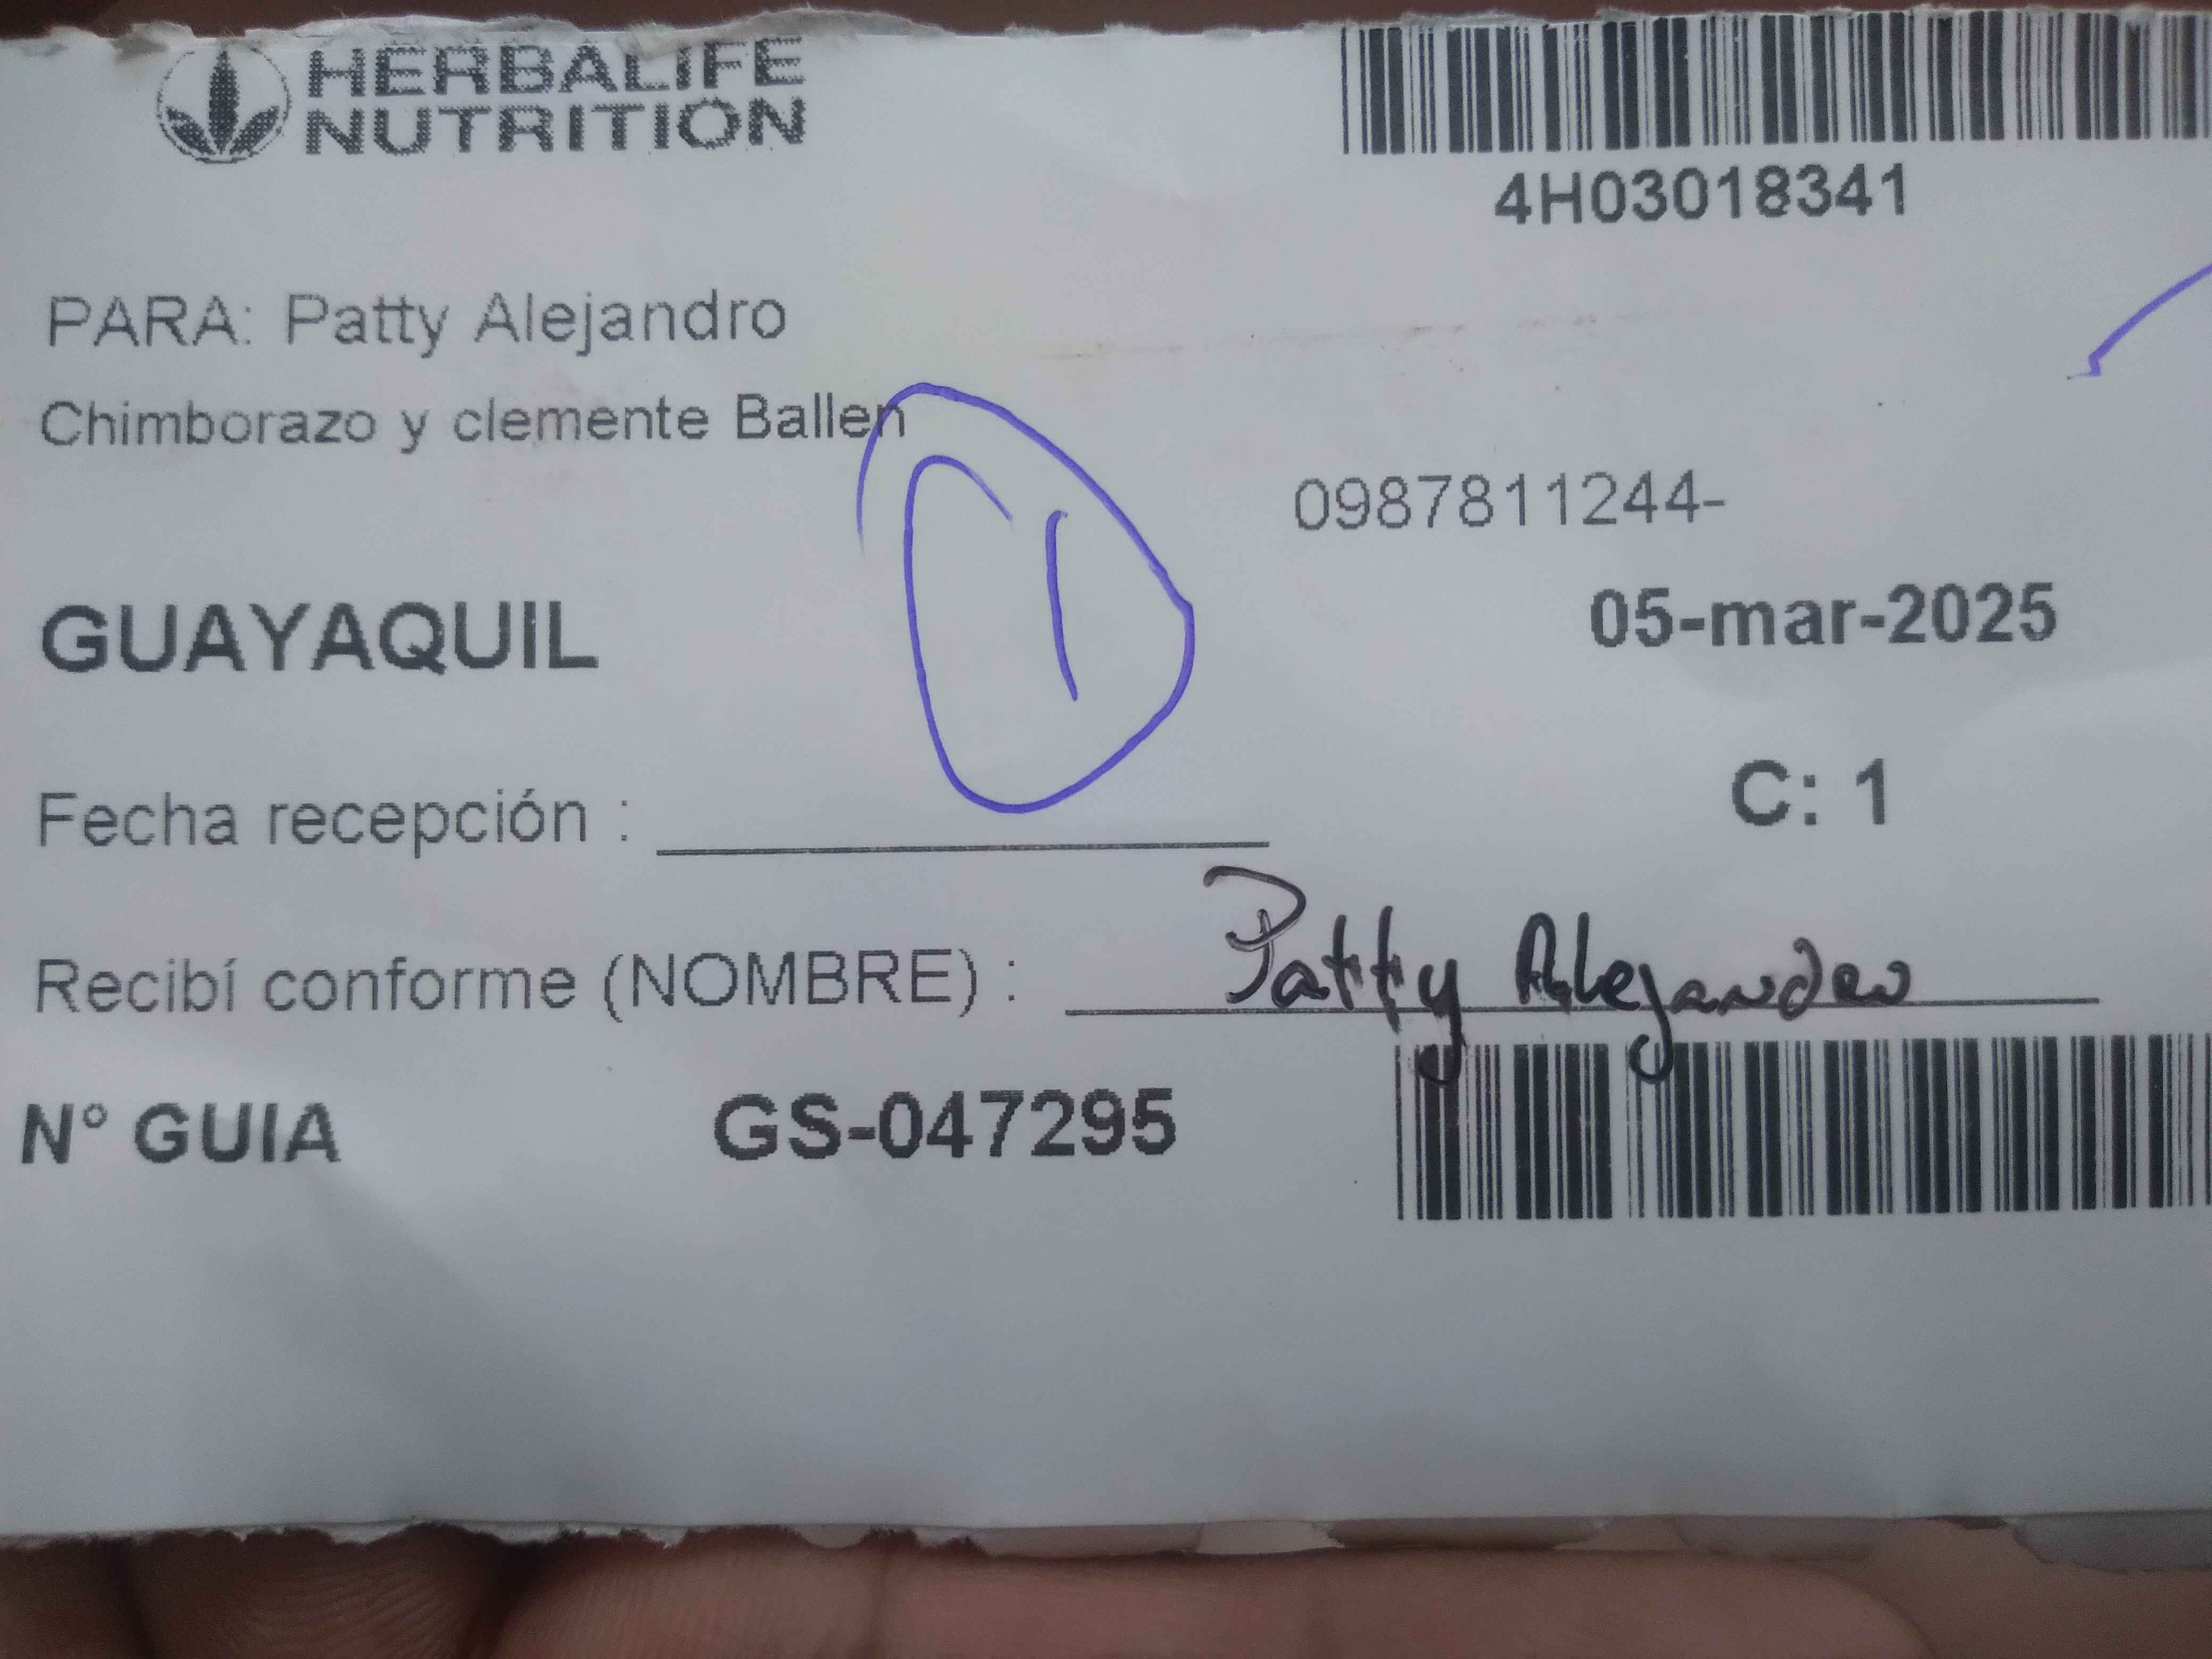 HERBALIFE
NUTRITION
4H03018341
PARA: Patty Alejandro
Chimborazo y clemente Ballen
0987811244-
1
GUAYAQUIL
05-mar-2025
Fecha recepción :
C: 1
Recibí conforme (NOMBRE) : Patty Alejandro
N° GUIA GS-047295